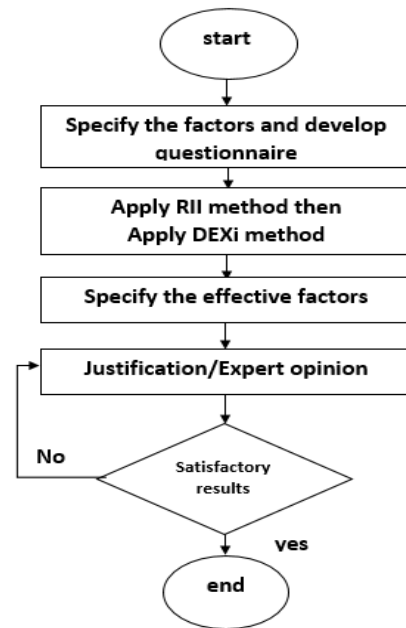 start
Specify the factors and develop
questionnaire
Apply RII method then
Apply DEXi method
Specify the effective factors
Justification/Expert opinion
No
Satisfactory
results
yes
end